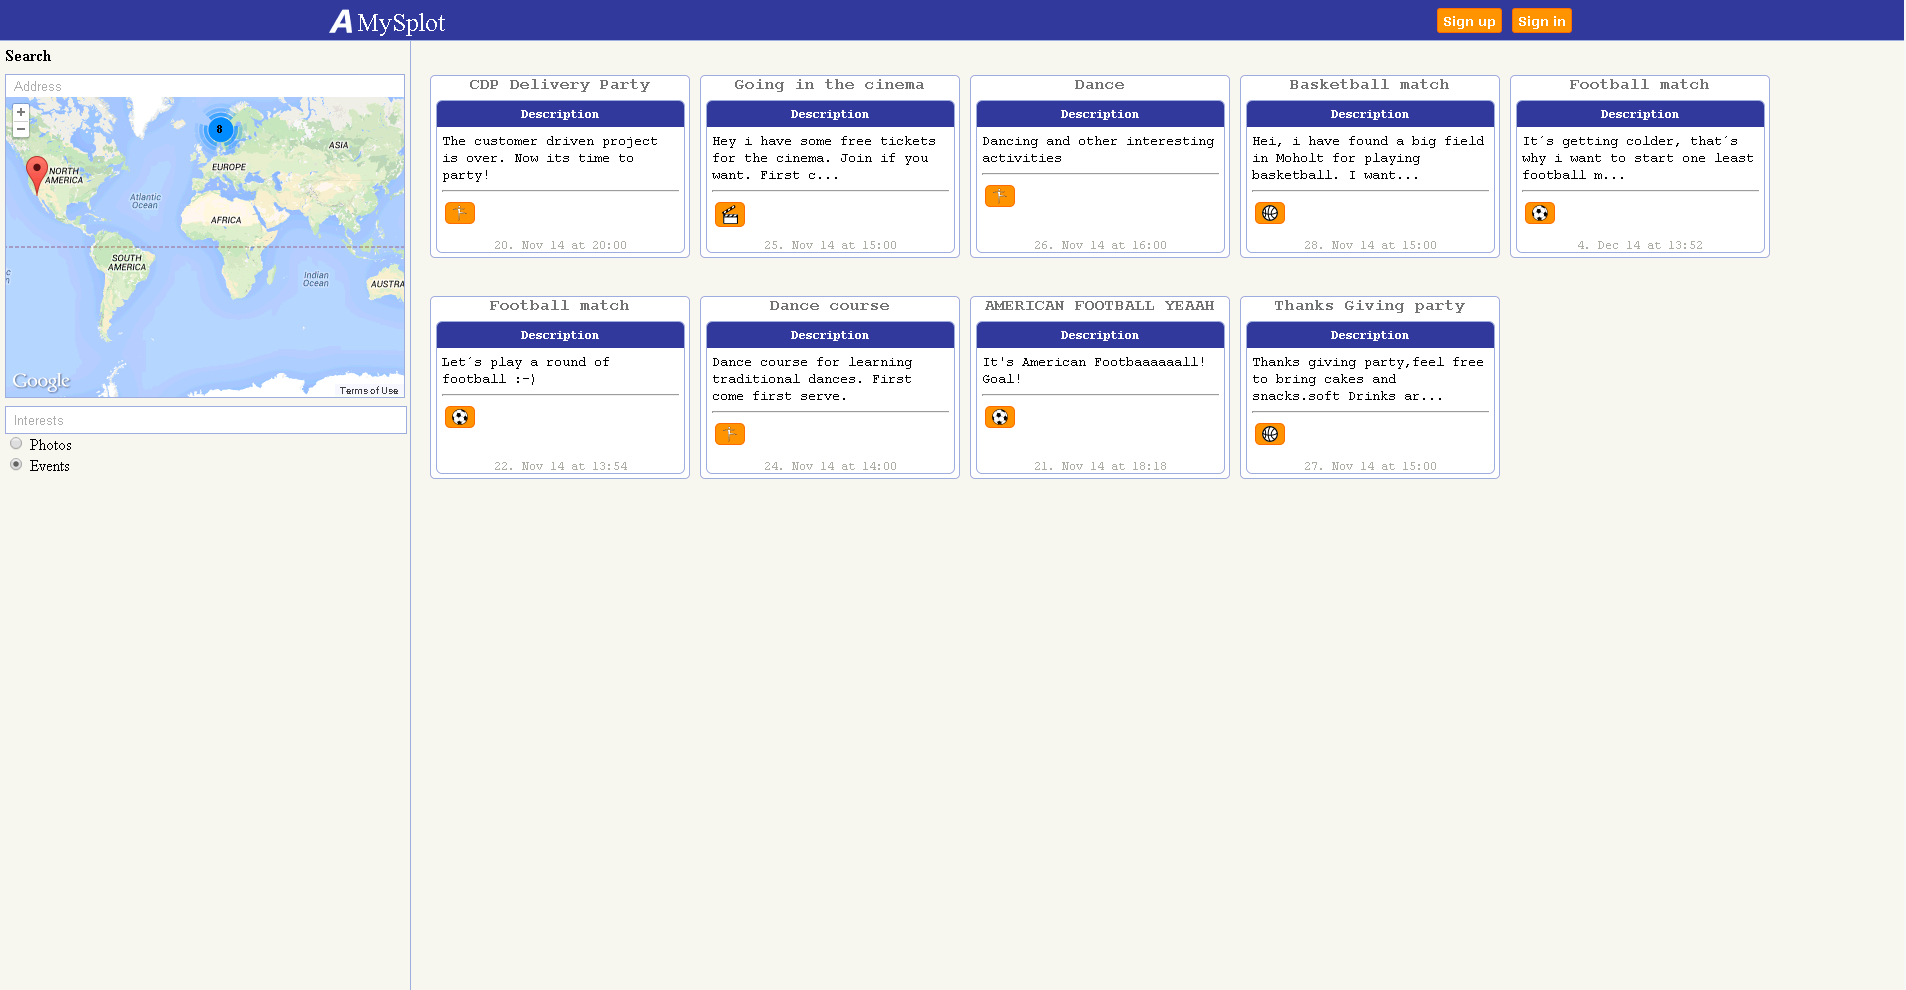 A MySplot
Sign up
Sign in
Search
Address
+
−
8
ASIA
EUROPE
NORTH
AMERICA
Atlantic
Ocean
AFRICA
SOUTH
AMERICA
Indian
Ocean
AUSTRA
Google
Terms of Use
Interests
Photos
Events
CDP Delivery Party
Description
The customer driven project
is over. Now its time to
party!
20. Nov 14 at 20:00
Going in the cinema
Description
Hey i have some free tickets
for the cinema. Join if you
want. First c...
25. Nov 14 at 15:00
Dance
Description
Dancing and other interesting
activities
26. Nov 14 at 16:00
Basketball match
Description
Hei, i have found a big field
in Moholt for playing
basketball. I want...
28. Nov 14 at 15:00
Football match
Description
It´s getting colder, that´s
why i want to start one least
football m...
4. Dec 14 at 13:52
Football match
Description
Let´s play a round of
football :-)
22. Nov 14 at 13:54
Dance course
Description
Dance course for learning
traditional dances. First
come first serve.
24. Nov 14 at 14:00
AMERICAN FOOTBALL YEAAH
Description
It's American Footbaaaaaall!
Goal!
21. Nov 14 at 18:18
Thanks Giving party
Description
Thanks giving party,feel free
to bring cakes and
snacks.soft Drinks ar...
27. Nov 14 at 15:00